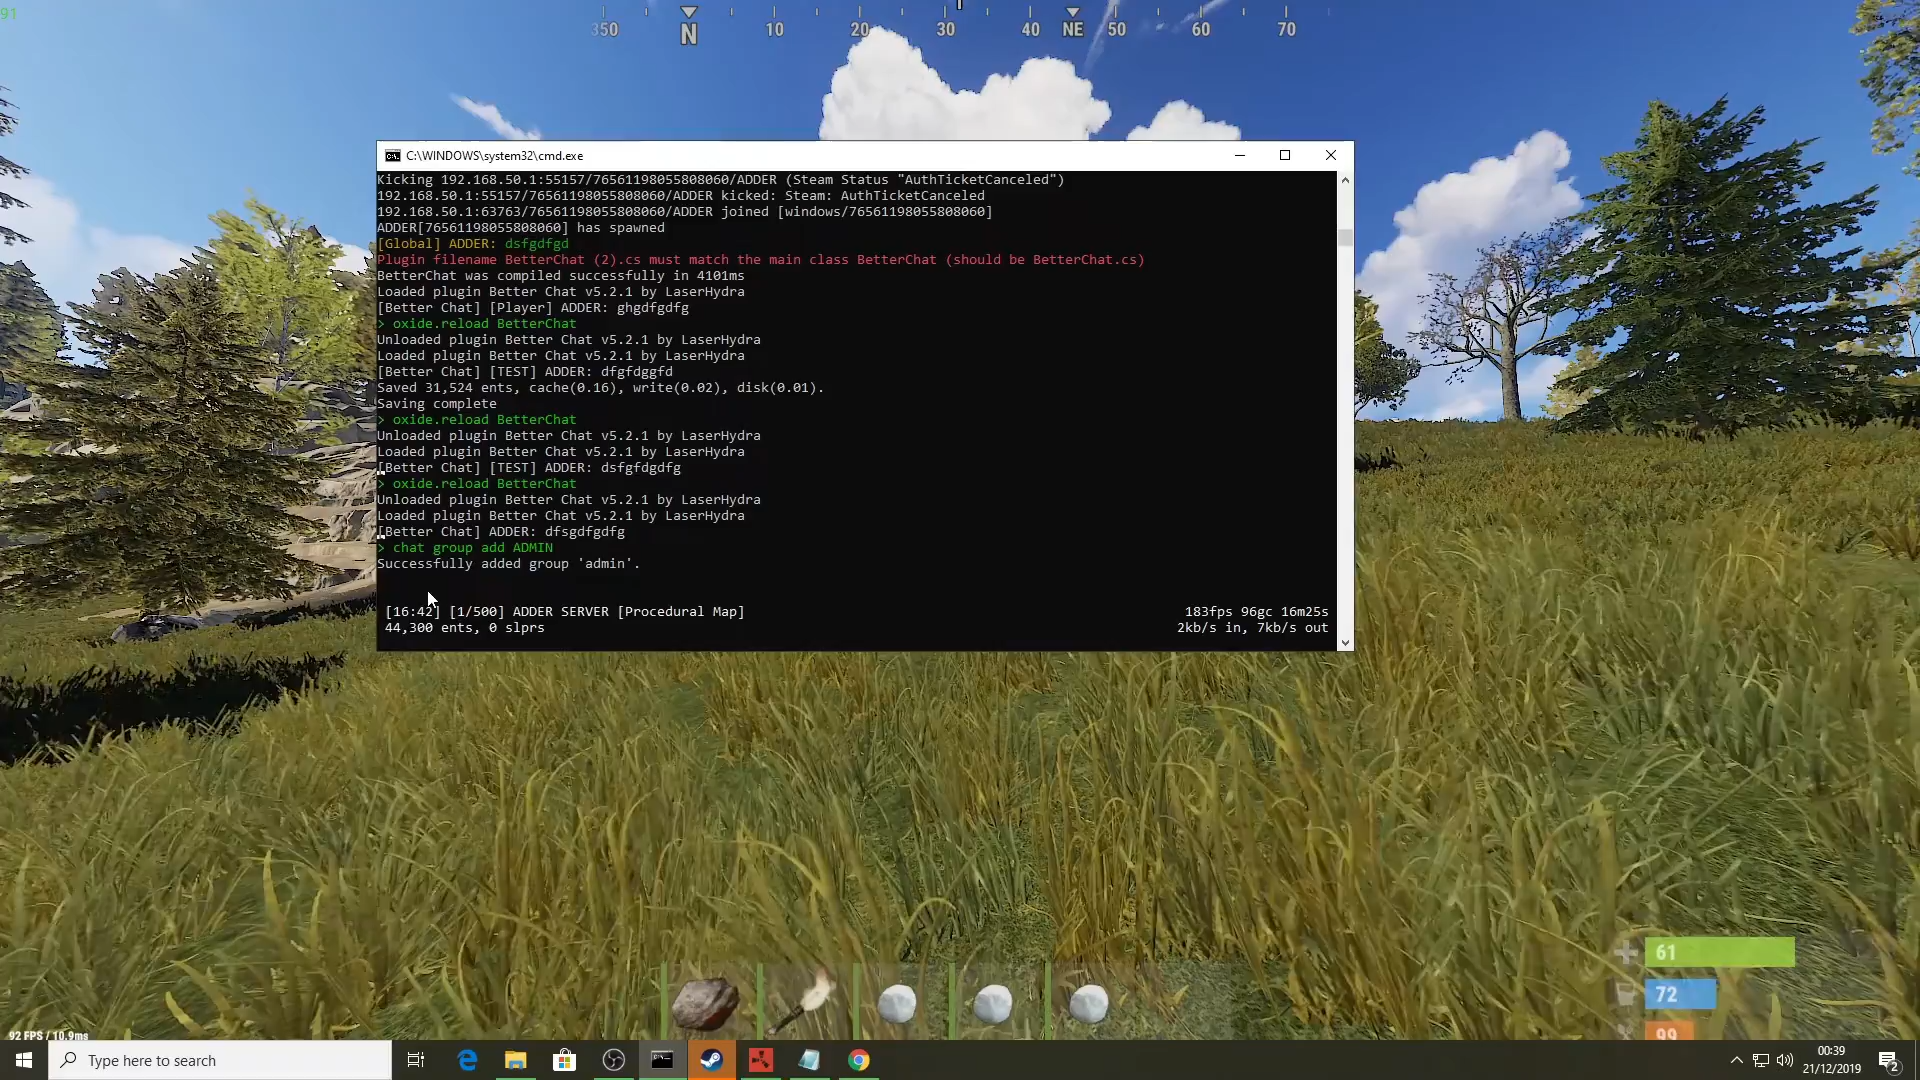 91
350 N 10 20 30 40 NE 50 60 70
C:\WINDOWS\system32\cmd.exe
Kicking 192.168.50.1:55157/76561198055808060/ADDER (Steam Status "AuthTicketCanceled")
192.168.50.1:55157/76561198055808060/ADDER kicked: Steam: AuthTicketCanceled
192.168.50.1:63763/76561198055808060/ADDER joined [windows/76561198055808060]
ADDER[76561198055808060] has spawned
[Global] ADDER: dsfgdfgd
Plugin filename BetterChat (2).cs must match the main class BetterChat (should be BetterChat.cs)
BetterChat was compiled successfully in 4101ms
Loaded plugin Better Chat v5.2.1 by LaserHydra
[Better Chat] [Player] ADDER: ghgdfgdfg
> oxide.reload BetterChat
Unloaded plugin Better Chat v5.2.1 by LaserHydra
Loaded plugin Better Chat v5.2.1 by LaserHydra
[Better Chat] [TEST] ADDER: dfgfdggfd
Saved 31,524 ents, cache(0.16), write(0.02), disk(0.01).
Saving complete
> oxide.reload BetterChat
Unloaded plugin Better Chat v5.2.1 by LaserHydra
Loaded plugin Better Chat v5.2.1 by LaserHydra
[Better Chat] [TEST] ADDER: dsfgfdgdfg
> oxide.reload BetterChat
Unloaded plugin Better Chat v5.2.1 by LaserHydra
Loaded plugin Better Chat v5.2.1 by LaserHydra
[Better Chat] ADDER: dfsgdfgdfg
> chat group add ADMIN
Successfully added group 'admin'.
[16:42] [1/500] ADDER SERVER [Procedural Map] 183fps 96gc 16m25s
44,300 ents, 0 slprs 2kb/s in, 7kb/s out
61
72
99
92 FPS / 10.9ms
Type here to search
00:39
21/12/2019
2